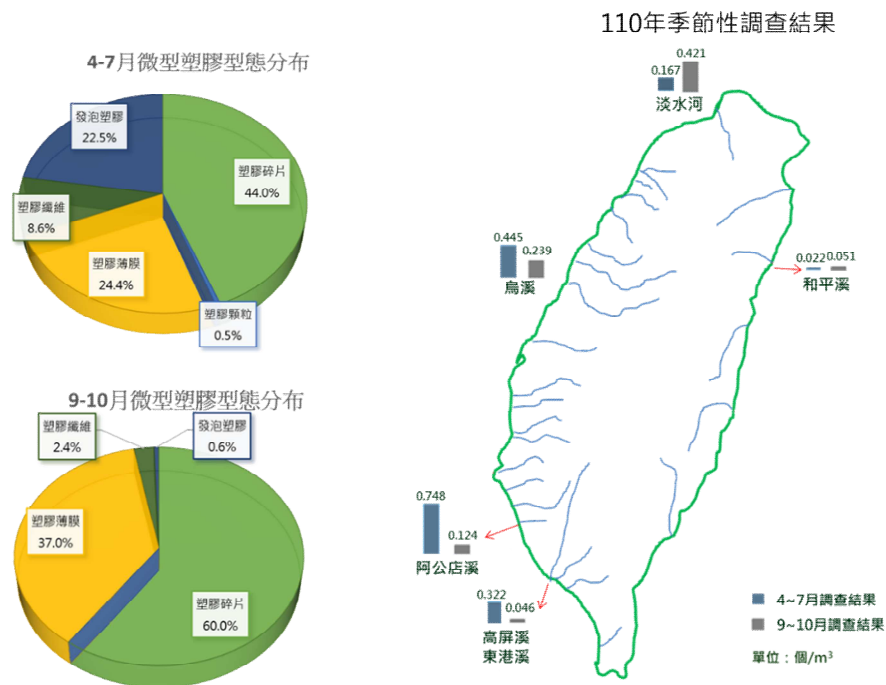 110年季節性調查結果
4-7月微型塑膠型態分布
發泡塑膠
22.5%
塑膠碎片
44.0%
塑膠纖維
8.6%
塑膠薄膜
24.4%
塑膠顆粒
0.5%
9-10月微型塑膠型態分布
塑膠纖維
2.4%
發泡塑膠
0.6%
塑膠薄膜
37.0%
塑膠碎片
60.0%
0.167
0.421
淡水河
0.445
0.239
烏溪
0.022
0.051
和平溪
0.748
0.124
阿公店溪
0.322
0.046
高屏溪
東港溪
4~7月調查結果
9~10月調查結果
單位：個/m³